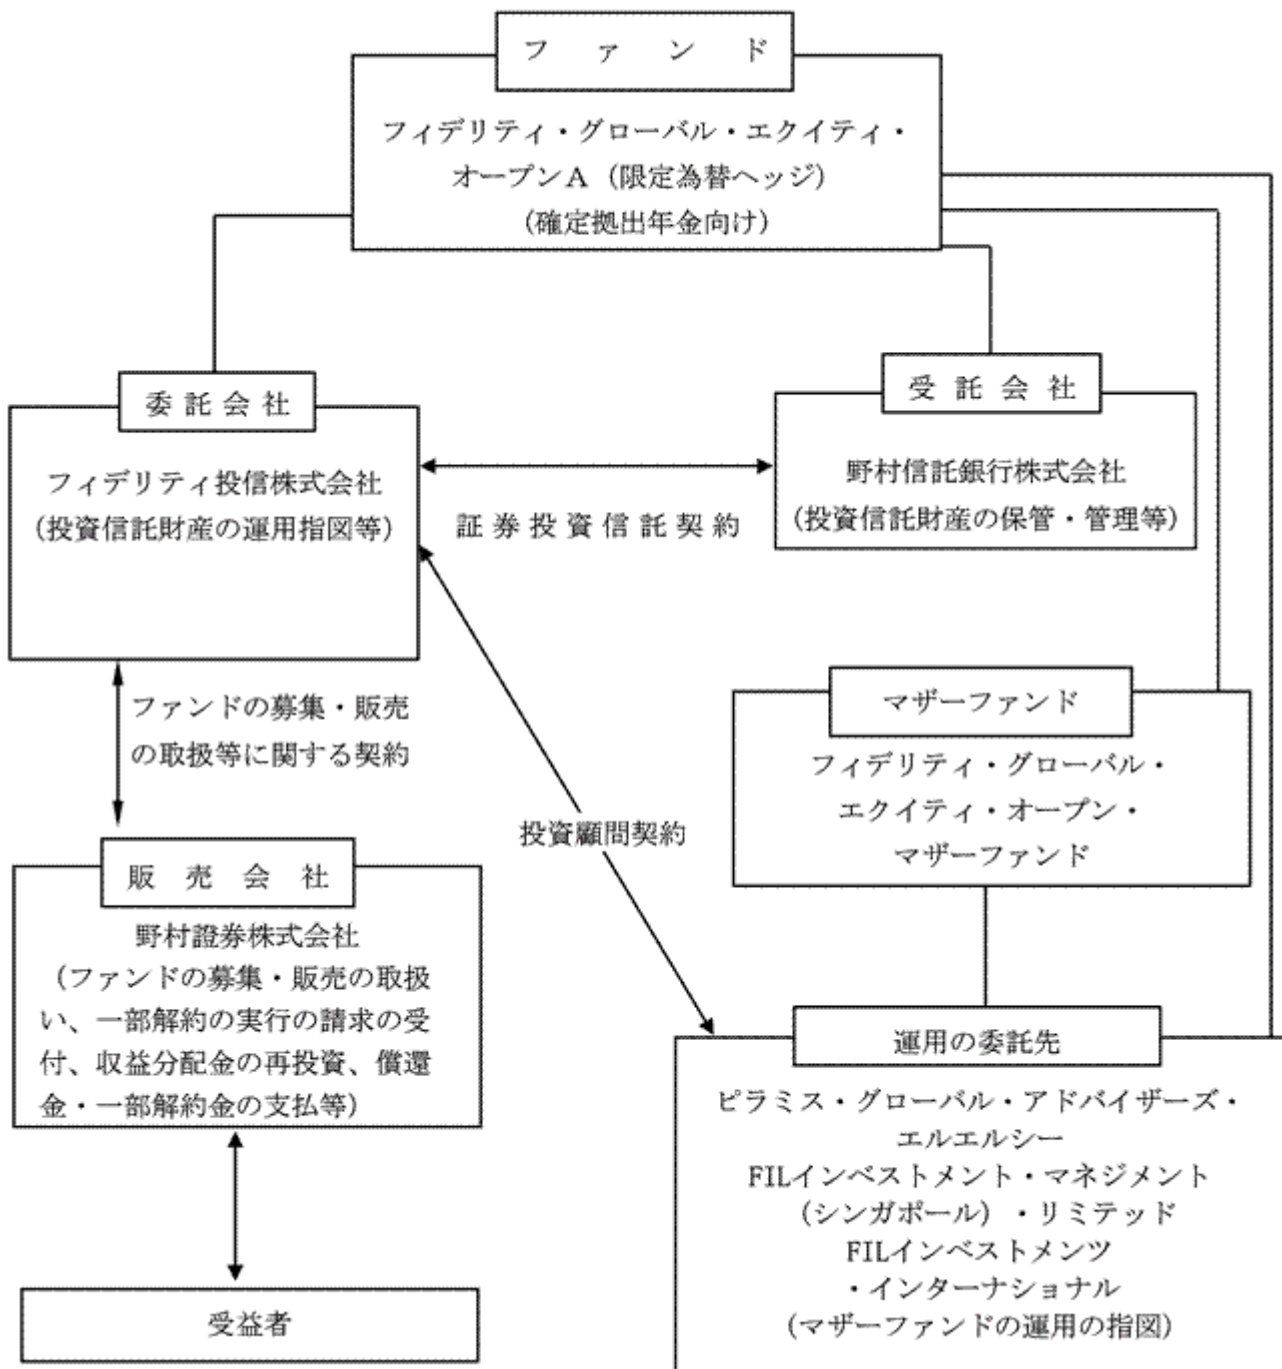 ファンド
フィデリティ・グローバル・エクイティ・
オープンA（限定為替ヘッジ）
（確定拠出年金向け）
委託会社
フィデリティ投信株式会社
（投資信託財産の運用指図等）
証券投資信託契約
受託会社
野村信託銀行株式会社
（投資信託財産の保管・管理等）
ファンドの募集・販売
の取扱等に関する契約
投資顧問契約
マザーファンド
フィデリティ・グローバル・
エクイティ・オープン・
マザーファンド
販売会社
野村證券株式会社
（ファンドの募集・販売の取扱
い、一部解約の実行の請求の受
付、収益分配金の再投資、償還
金・一部解約金の支払等）
運用の委託先
ピラミス・グローバル・アドバイザーズ・
エルエルシー
FILインベストメント・マネジメント
（シンガポール）・リミテッド
FILインベストメンツ
・インターナショナル
（マザーファンドの運用の指図）
受益者